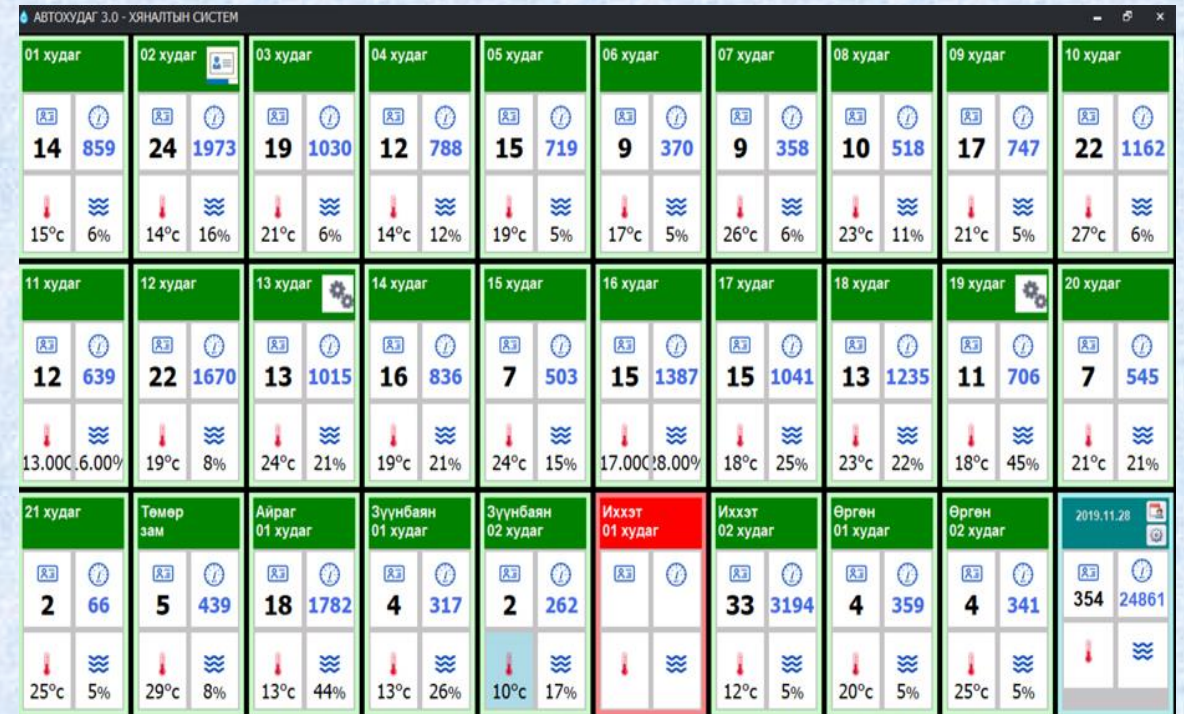 АВТОХУДАГ 3.0 - ХЯНАЛТЫН СИСТЕМ
01 худаг 02 худаг 03 худаг 04 худаг 05 худаг 06 худаг 07 худаг 08 худаг 09 худаг 10 худаг
14 859 24 1973 19 1030 12 788 15 719 9 370 9 358 10 518 17 747 22 1162
15°c 6% 14°c 16% 21°c 6% 14°c 12% 19°c 5% 17°c 5% 26°c 6% 23°c 11% 21°c 5% 27°c 6%
11 худаг 12 худаг 13 худаг 14 худаг 15 худаг 16 худаг 17 худаг 18 худаг 19 худаг 20 худаг
12 639 22 1670 13 1015 16 836 7 503 15 1387 15 1041 13 1235 11 706 7 545
13.00 6.00% 19°c 8% 24°c 21% 19°c 21% 24°c 15% 17.00 8.00% 18°c 25% 23°c 22% 18°c 45% 21°c 21%
21 худаг Төмөр Айраг Зүүнбаян Зүүнбаян Иххэт Иххэт Өргөн Өргөн 2019.11.28
зам 01 худаг 01 худаг 02 худаг 01 худаг 02 худаг 01 худаг 02 худаг
2 66 5 439 18 1782 4 317 2 262 33 3194 4 359 4 341 354 24861
25°c 5% 29°c 8% 13°c 44% 13°c 26% 10°c 17% 12°c 5% 20°c 5% 25°c 5%